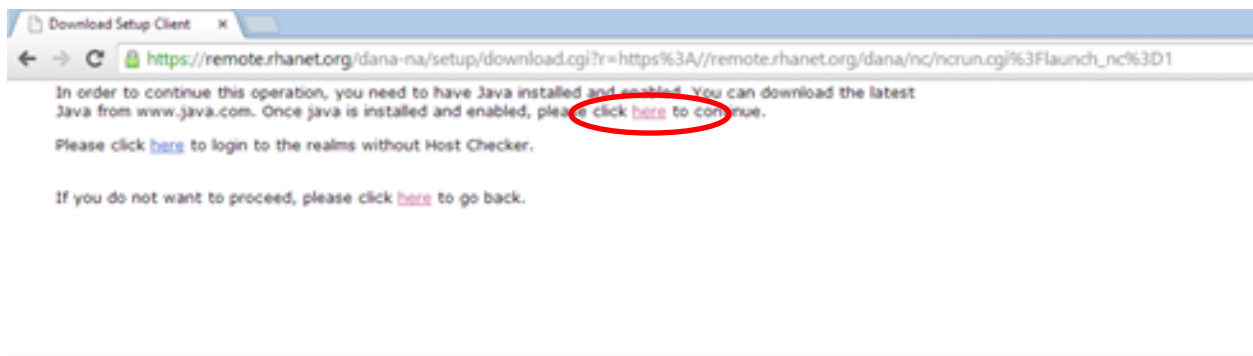 Download Setup Client
https://remote.rhanet.org/dana-na/setup/download.cgi?r=https%3A//remote.rhanet.org/dana/nc/ncrun.cgi%3Flaunch_nc%3D1
In order to continue this operation, you need to have Java installed and enabled. You can download the latest
Java from www.java.com. Once java is installed and enabled, please click here to continue.
Please click here to login to the realms without Host Checker.
If you do not want to proceed, please click here to go back.